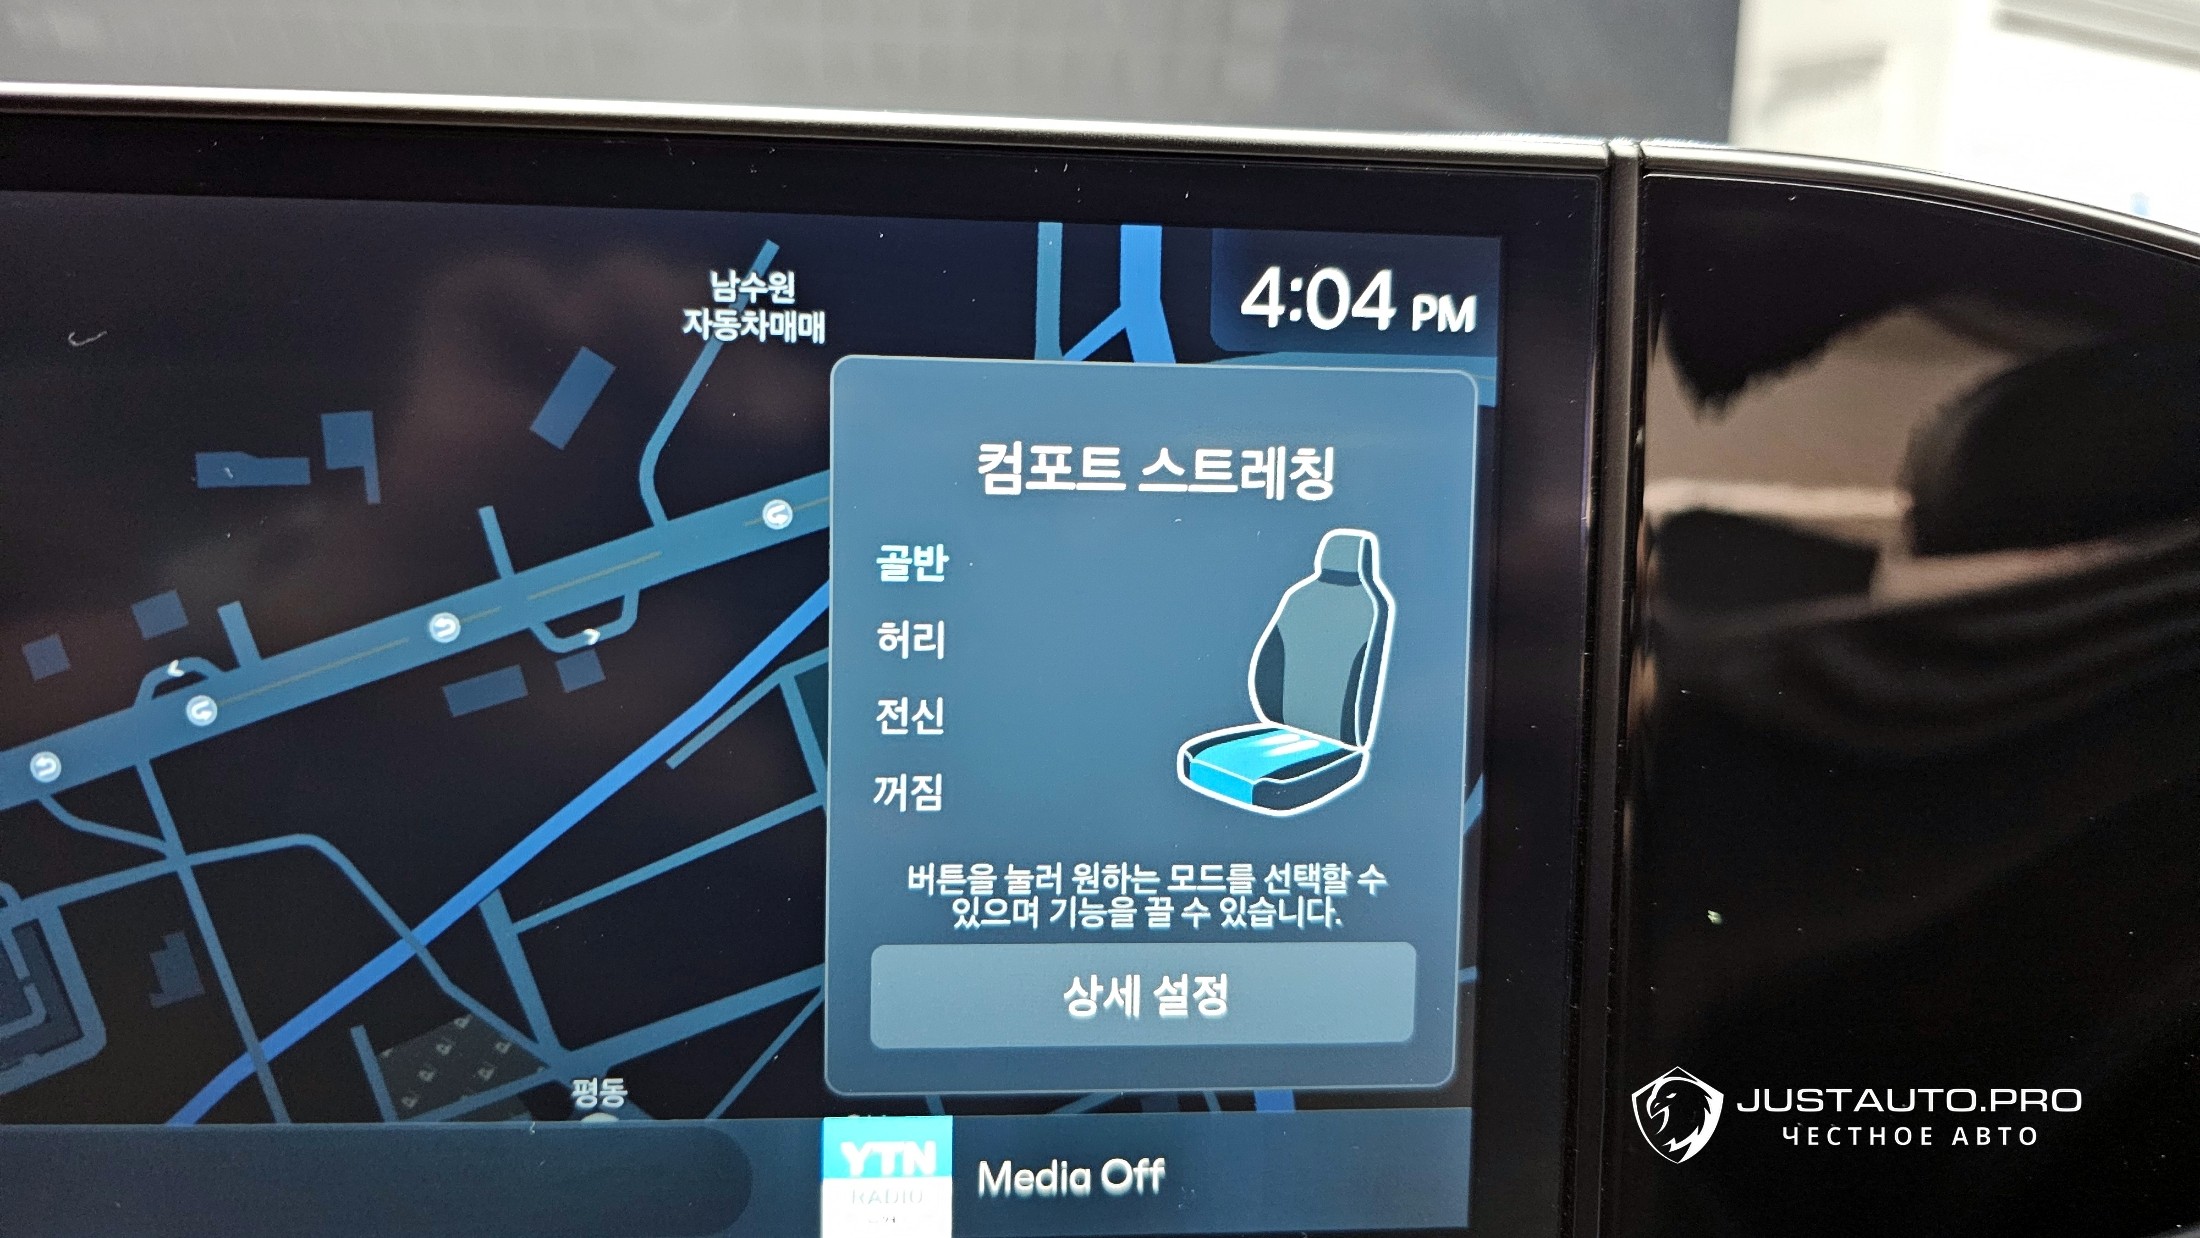 남수원
자동차매매
4:04 PM
컴포트 스트레칭
골반
허리
전신
꺼짐
버튼을 눌러 원하는 모드를 선택할 수
있으며 기능을 끌 수 있습니다.
상세 설정
평동
YTN
RADIO
Media Off
JUSTAUTO.PRO
ЧЕСТНОЕ АВТО